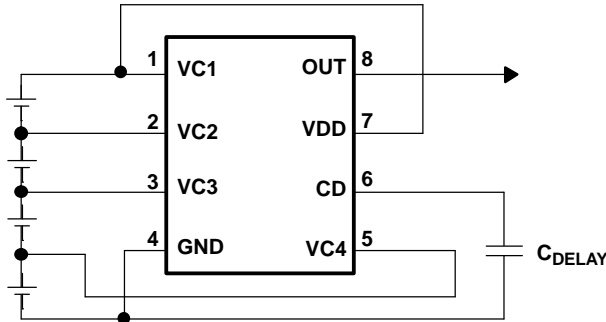 1 VC1 OUT 8
2 VC2 VDD 7
3 VC3 CD 6
4 GND VC4 5
CDELAY